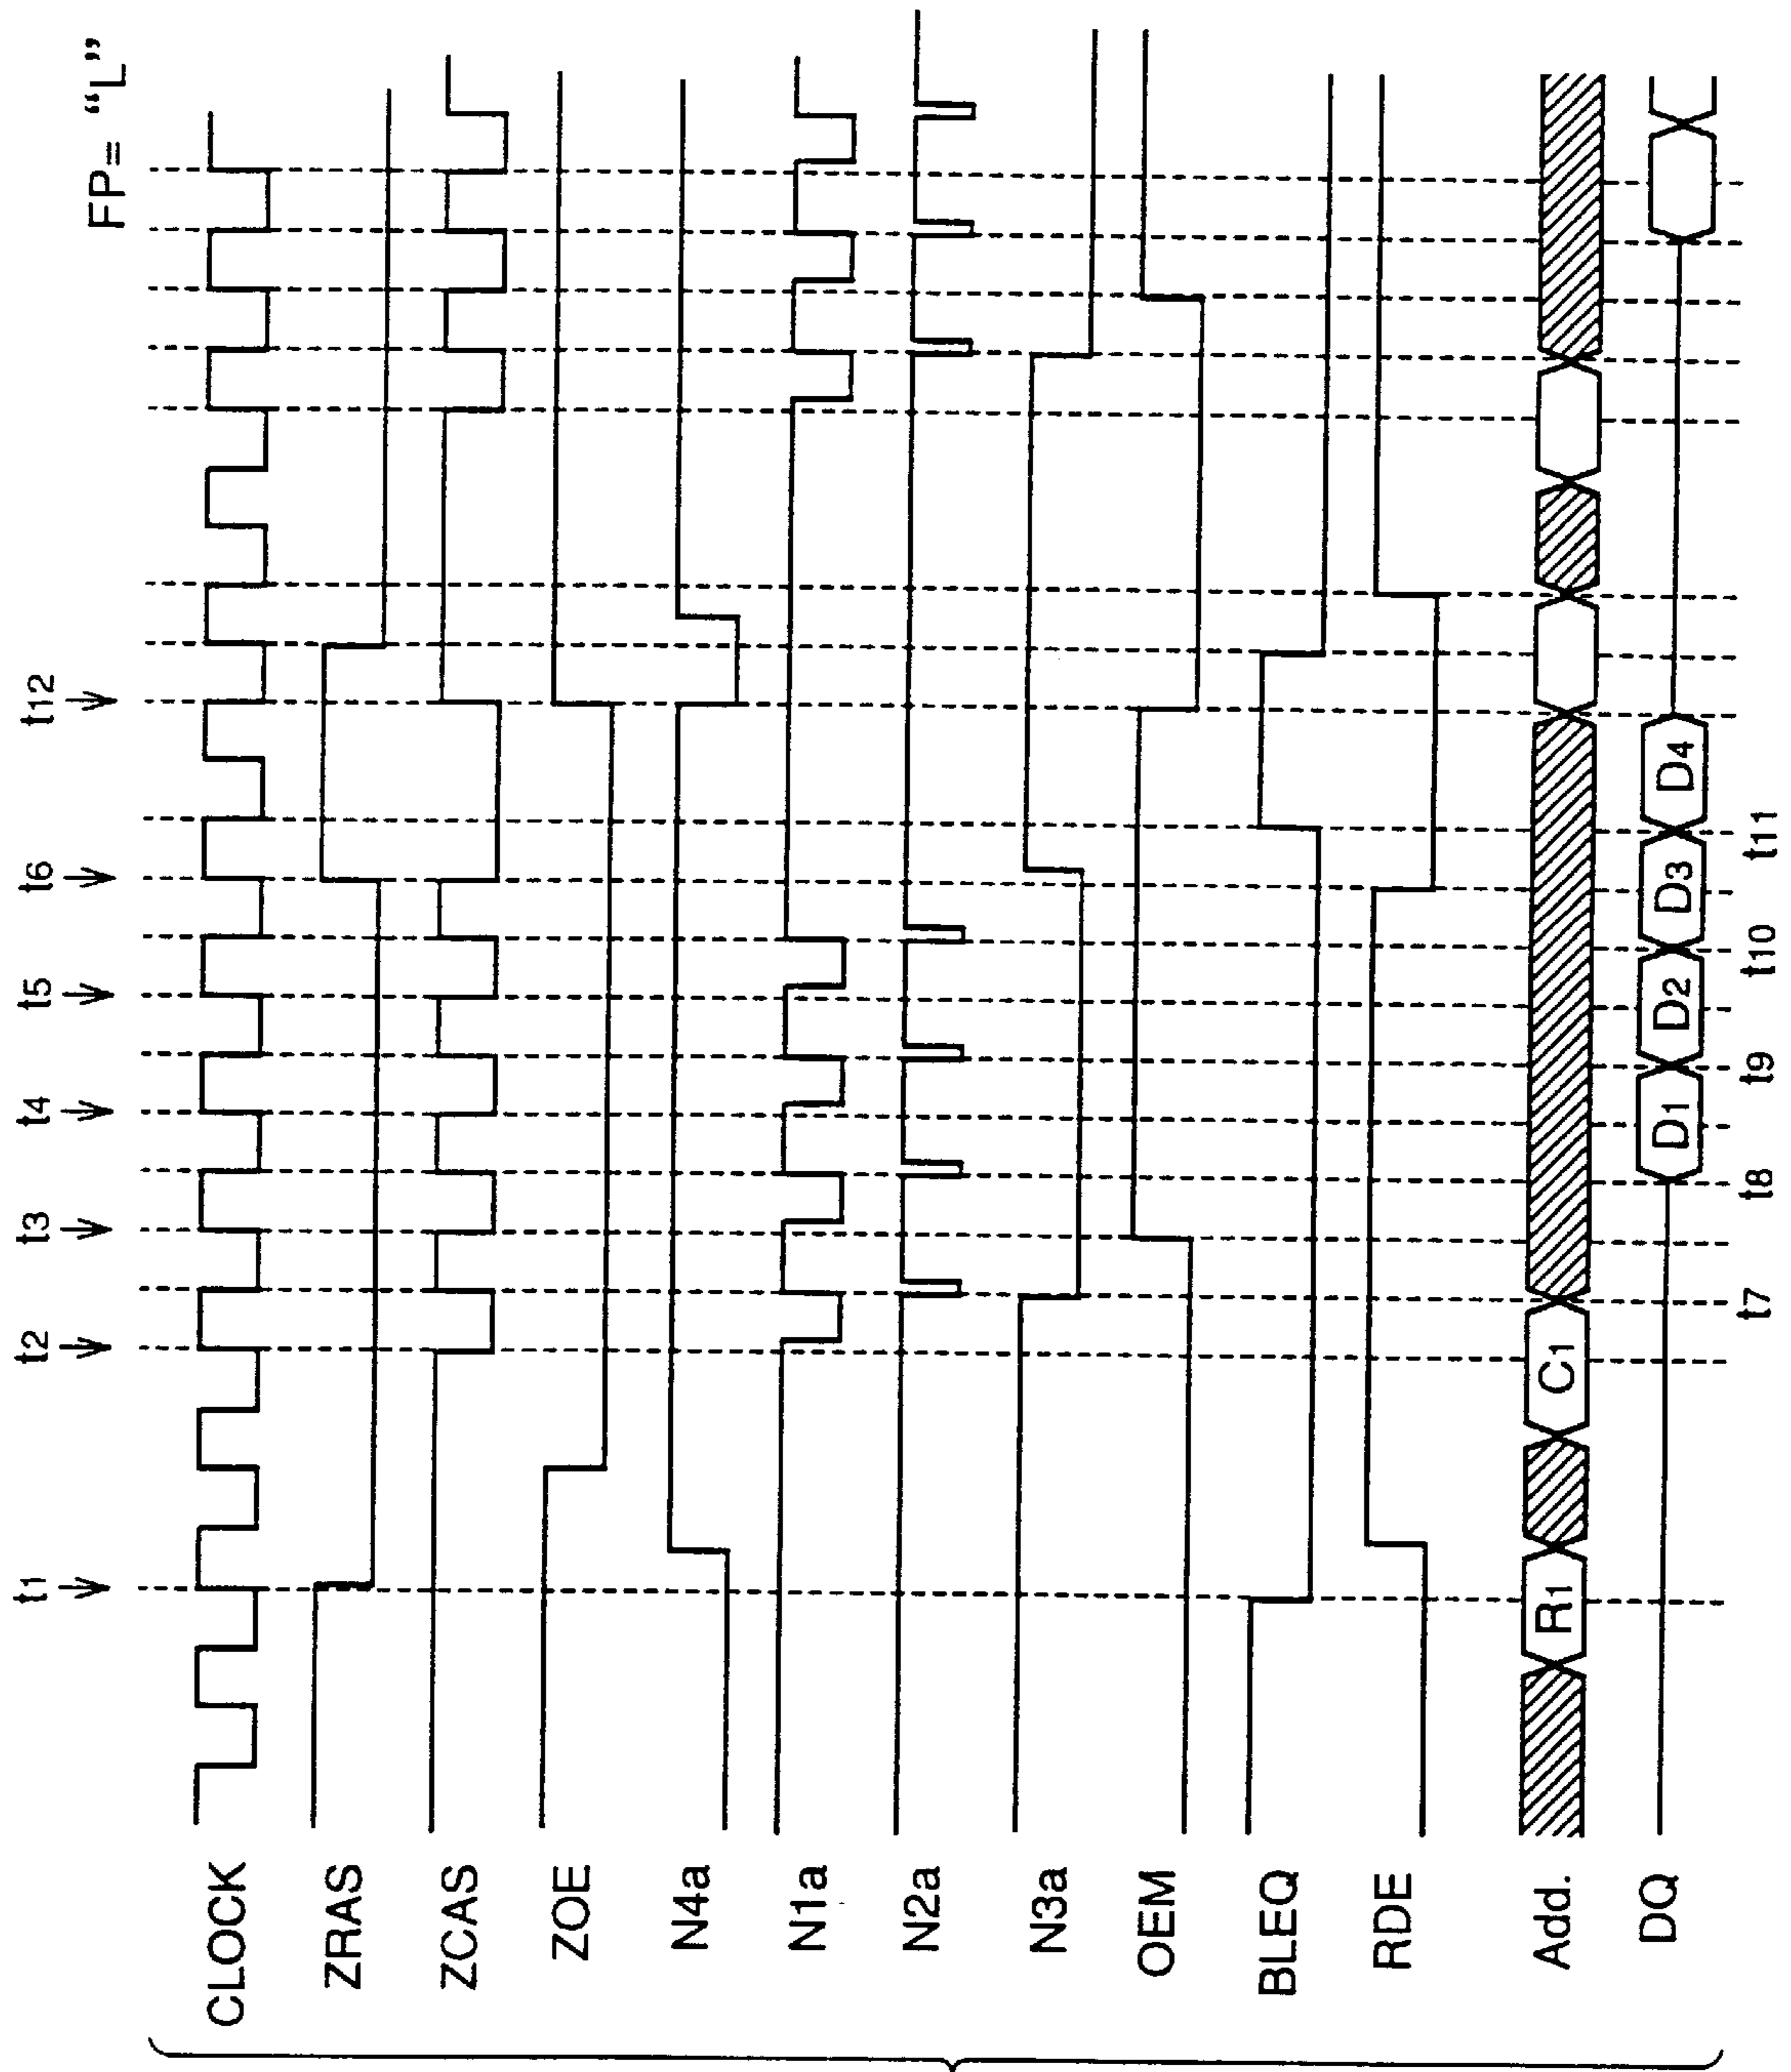 FP= "L"
t1 t2 t3 t4 t5 t6 t12
CLOCK
ZRAS
ZCAS
ZOE
N4a
N1a
N2a
N3a
OEM
BLEQ
RDE
Add. R1 C1
DQ D1 D2 D3 D4
t7 t8 t9 t10 t11